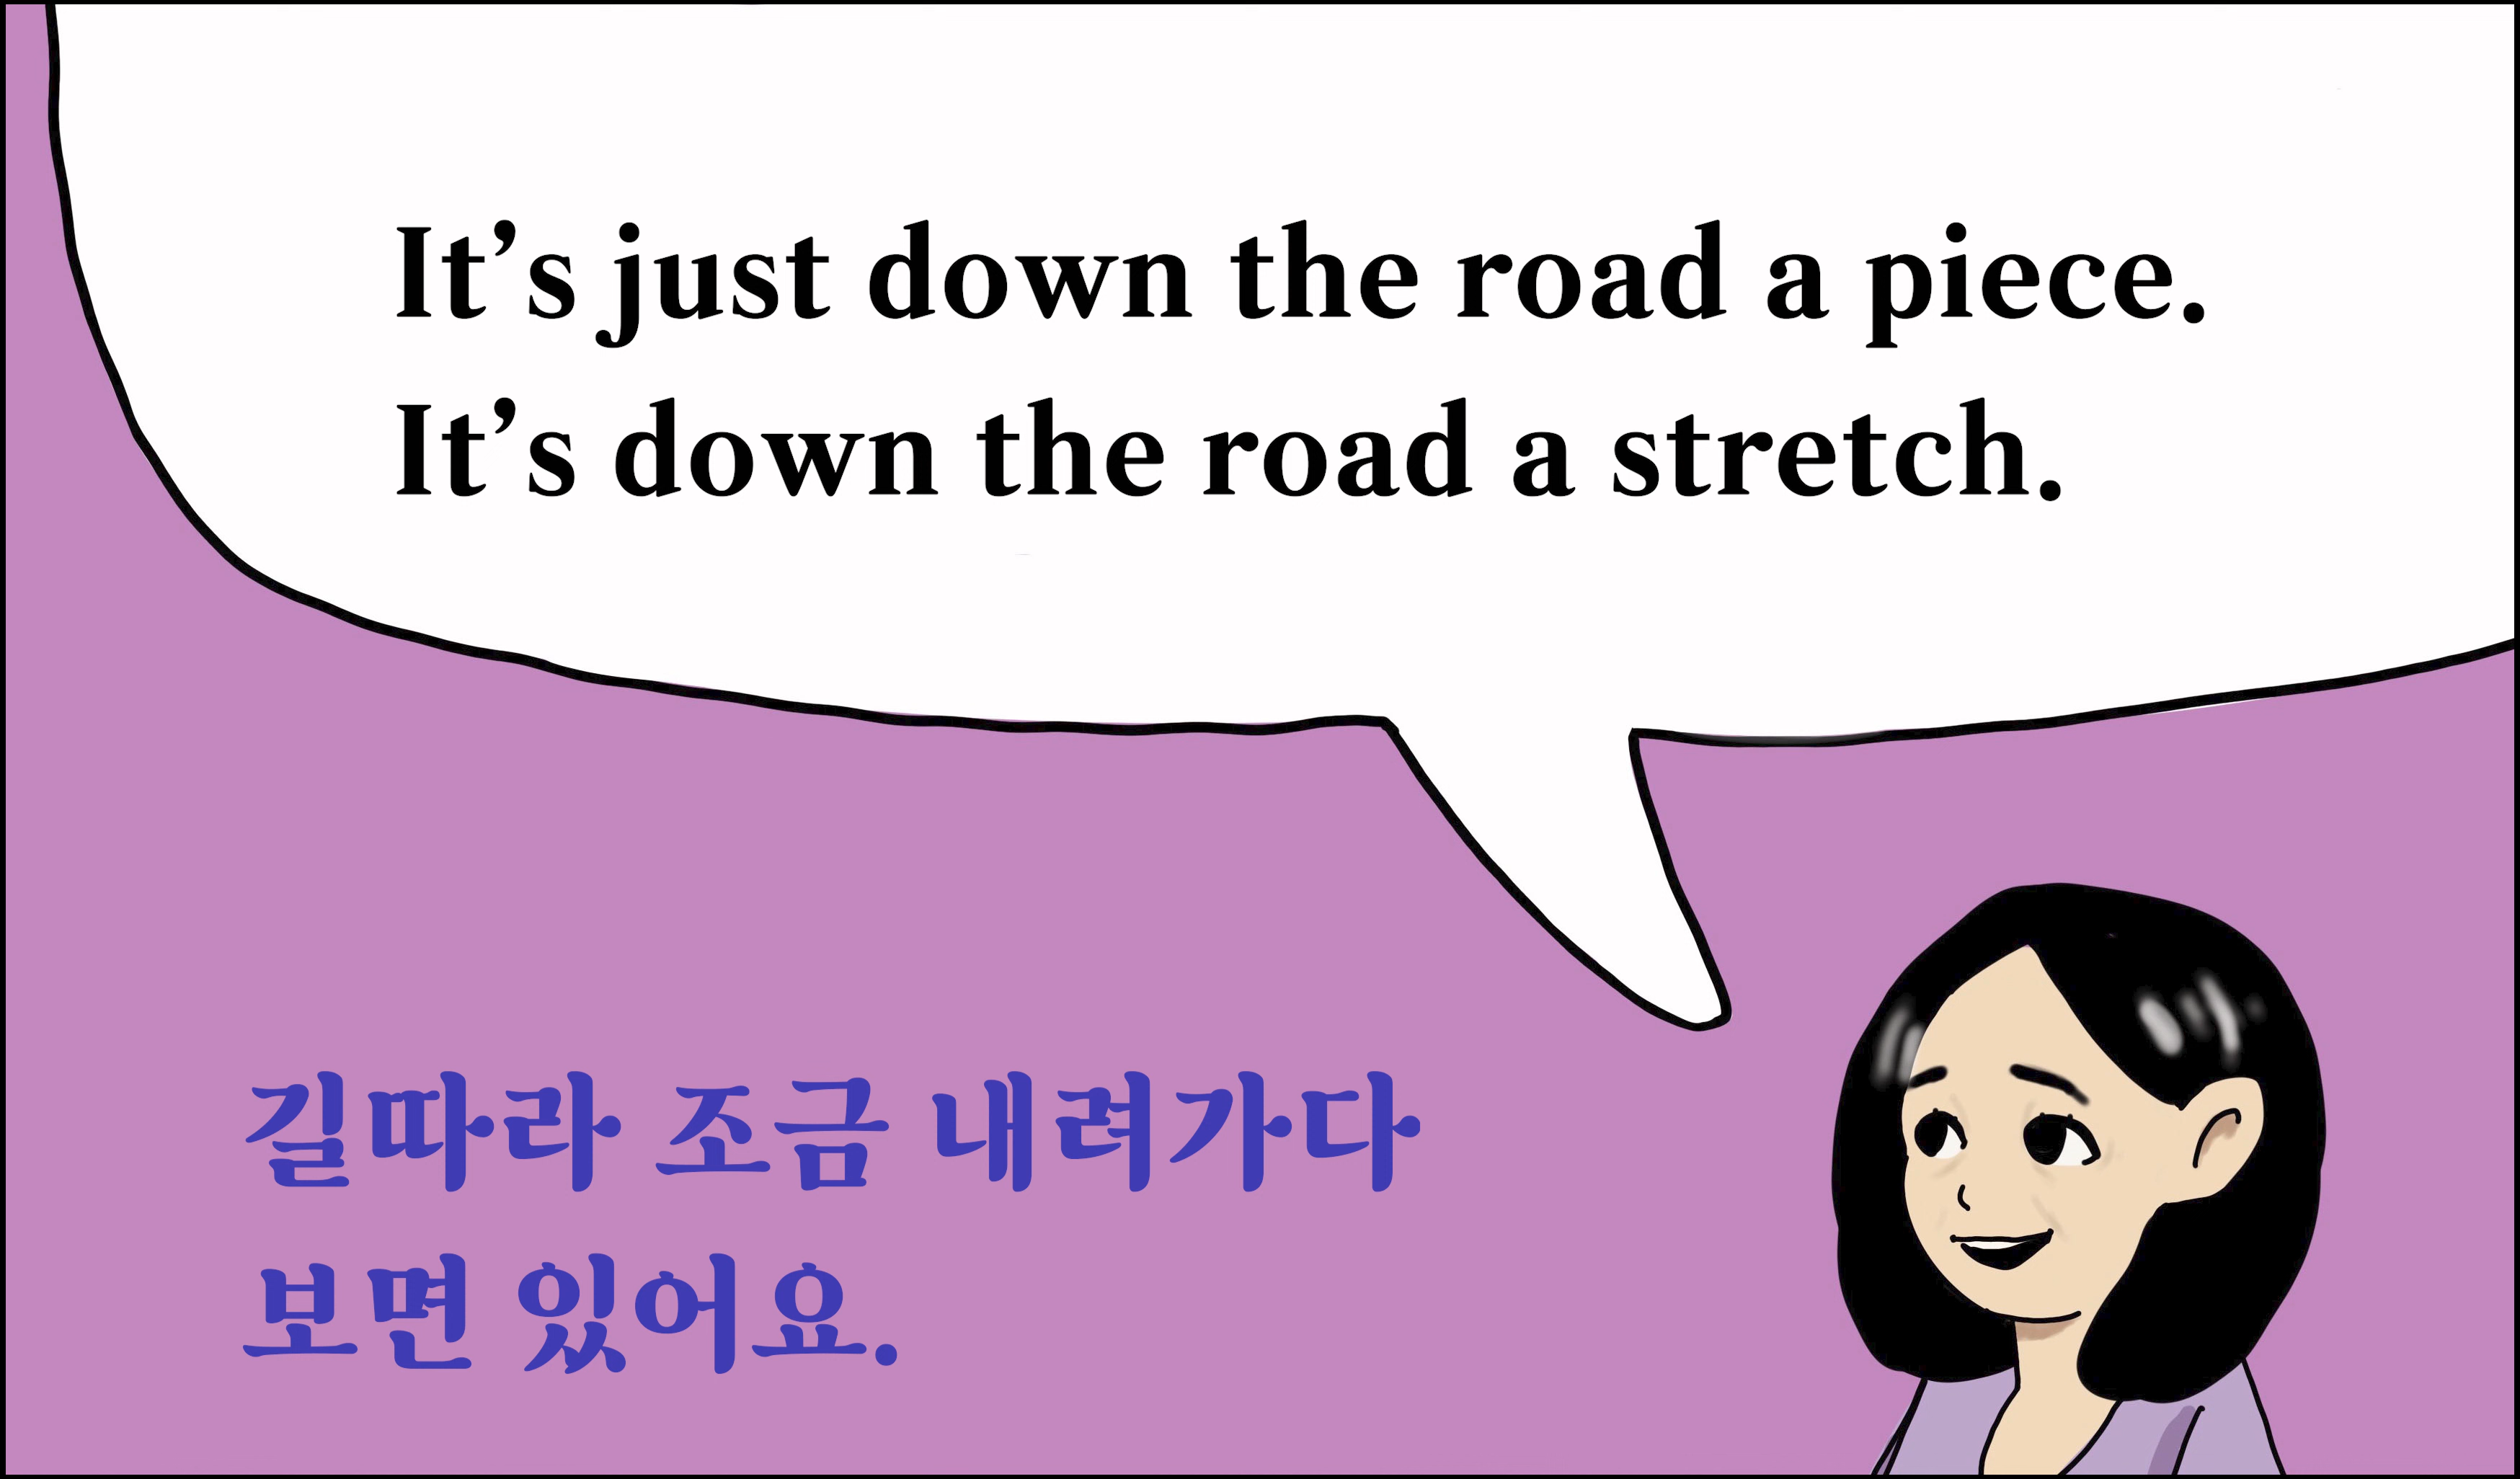 It’s just down the road a piece.
It’s down the road a stretch.
길따라 조금 내려가다
보면 있어요.